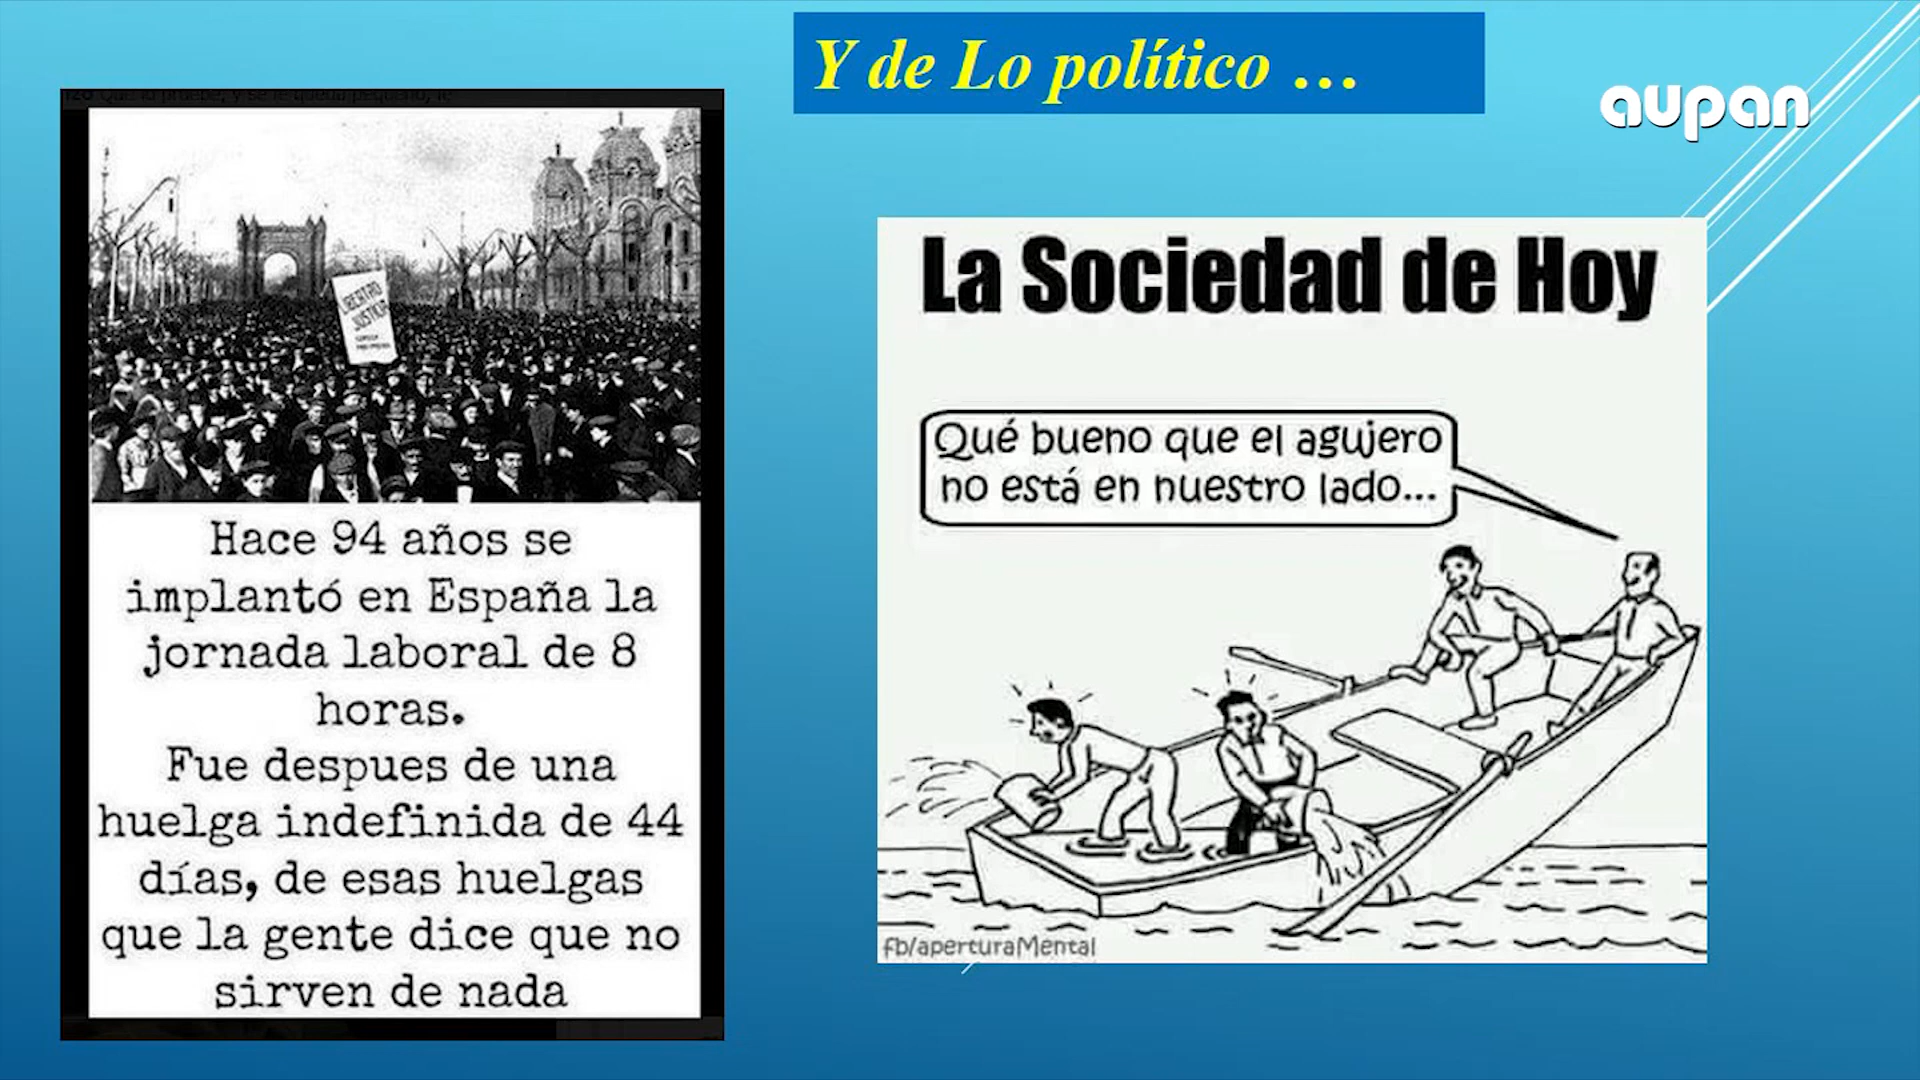 Y de Lo político ...
aupan
LIBERTAD
JUSTICIA
Hace 94 años se
implantó en España la
jornada laboral de 8
horas.
Fue despues de una
huelga indefinida de 44
días, de esas huelgas
que la gente dice que no
sirven de nada
La Sociedad de Hoy
Qué bueno que el agujero
no está en nuestro lado...
fb/aperturaMental